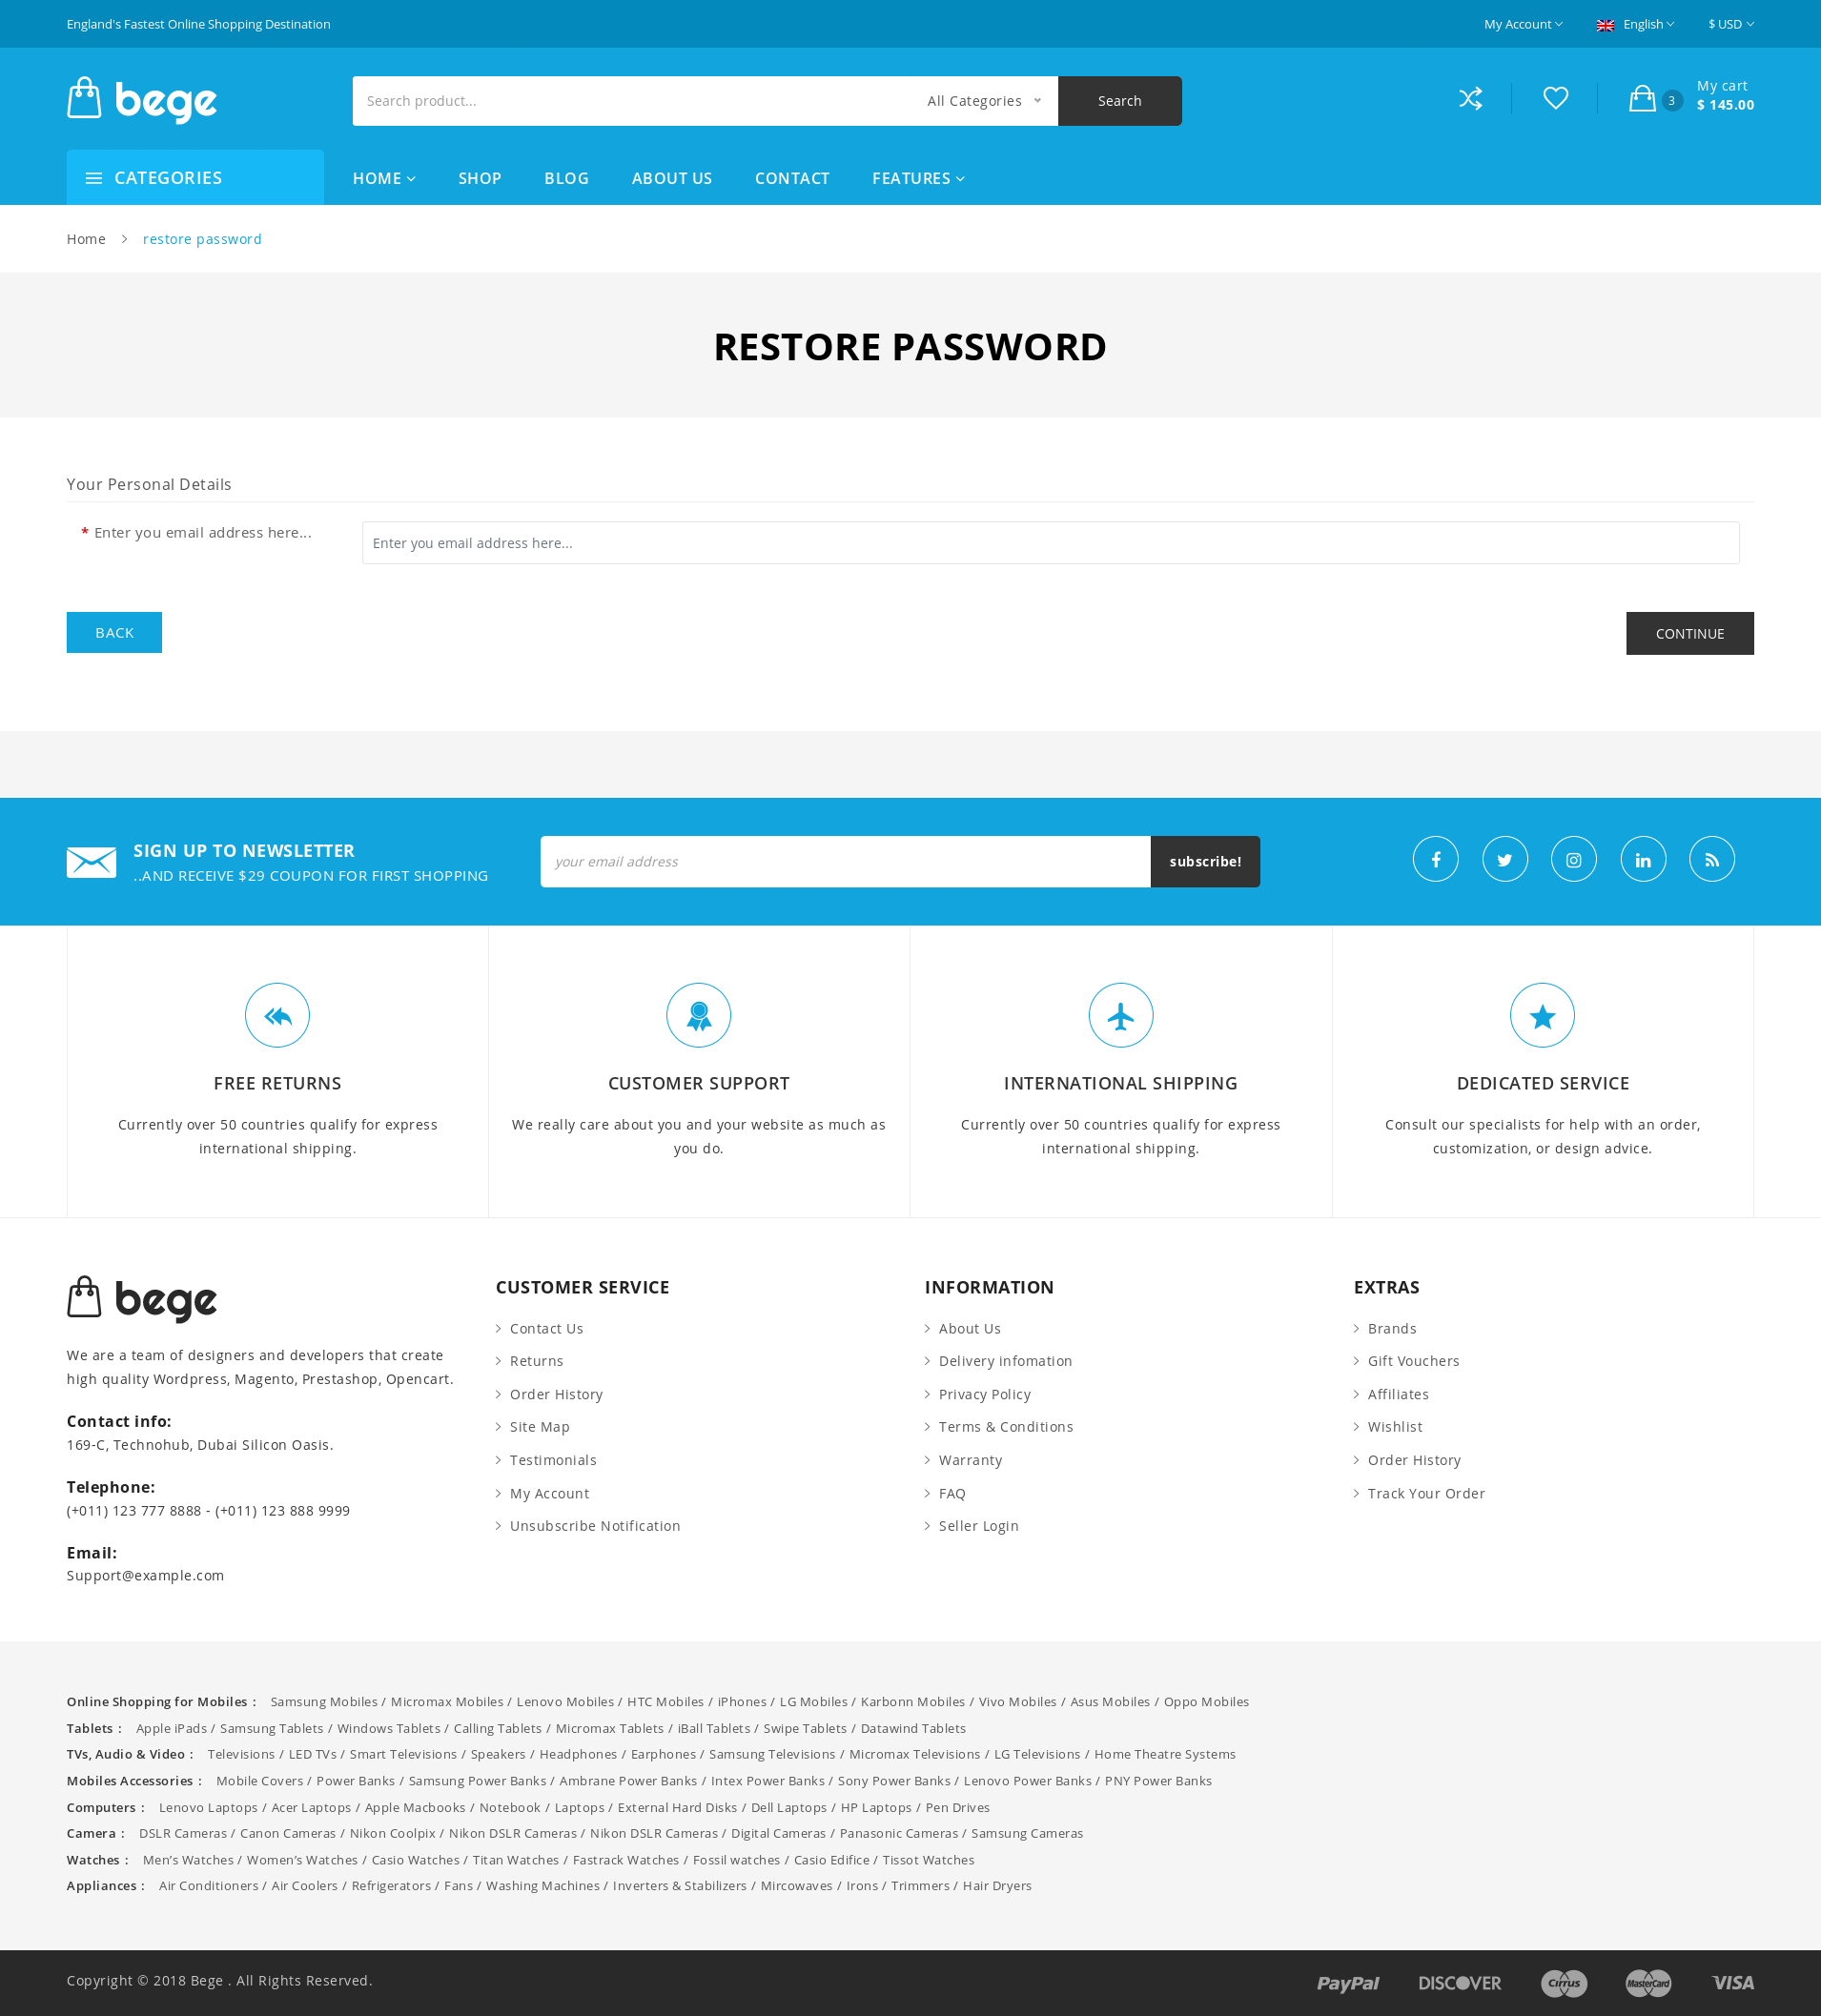 England's Fastest Online Shopping Destination
My Account
English
$ USD
bege
Search product...
All Categories
Search
3
My cart
$ 145.00
CATEGORIES
HOME
SHOP
BLOG
ABOUT US
CONTACT
FEATURES
Home
restore password
RESTORE PASSWORD
Your Personal Details
* Enter you email address here...
Enter you email address here...
BACK
CONTINUE
SIGN UP TO NEWSLETTER
..AND RECEIVE $29 COUPON FOR FIRST SHOPPING
your email address
subscribe!
FREE RETURNS
Currently over 50 countries qualify for express
international shipping.
CUSTOMER SUPPORT
We really care about you and your website as much as
you do.
INTERNATIONAL SHIPPING
Currently over 50 countries qualify for express
international shipping.
DEDICATED SERVICE
Consult our specialists for help with an order,
customization, or design advice.
bege
We are a team of designers and developers that create
high quality Wordpress, Magento, Prestashop, Opencart.
Contact info:
169-C, Technohub, Dubai Silicon Oasis.
Telephone:
(+011) 123 777 8888 - (+011) 123 888 9999
Email:
Support@example.com
CUSTOMER SERVICE
Contact Us
Returns
Order History
Site Map
Testimonials
My Account
Unsubscribe Notification
INFORMATION
About Us
Delivery infomation
Privacy Policy
Terms & Conditions
Warranty
FAQ
Seller Login
EXTRAS
Brands
Gift Vouchers
Affiliates
Wishlist
Order History
Track Your Order
Online Shopping for Mobiles : Samsung Mobiles / Micromax Mobiles / Lenovo Mobiles / HTC Mobiles / iPhones / LG Mobiles / Karbonn Mobiles / Vivo Mobiles / Asus Mobiles / Oppo Mobiles
Tablets : Apple iPads / Samsung Tablets / Windows Tablets / Calling Tablets / Micromax Tablets / iBall Tablets / Swipe Tablets / Datawind Tablets
TVs, Audio & Video : Televisions / LED TVs / Smart Televisions / Speakers / Headphones / Earphones / Samsung Televisions / Micromax Televisions / LG Televisions / Home Theatre Systems
Mobiles Accessories : Mobile Covers / Power Banks / Samsung Power Banks / Ambrane Power Banks / Intex Power Banks / Sony Power Banks / Lenovo Power Banks / PNY Power Banks
Computers : Lenovo Laptops / Acer Laptops / Apple Macbooks / Notebook / Laptops / External Hard Disks / Dell Laptops / HP Laptops / Pen Drives
Camera : DSLR Cameras / Canon Cameras / Nikon Coolpix / Nikon DSLR Cameras / Nikon DSLR Cameras / Digital Cameras / Panasonic Cameras / Samsung Cameras
Watches : Men’s Watches / Women’s Watches / Casio Watches / Titan Watches / Fastrack Watches / Fossil watches / Casio Edifice / Tissot Watches
Appliances : Air Conditioners / Air Coolers / Refrigerators / Fans / Washing Machines / Inverters & Stabilizers / Mircowaves / Irons / Trimmers / Hair Dryers
Copyright © 2018 Bege . All Rights Reserved.
PayPal
DISCOVER
Cirrus
MasterCard
VISA